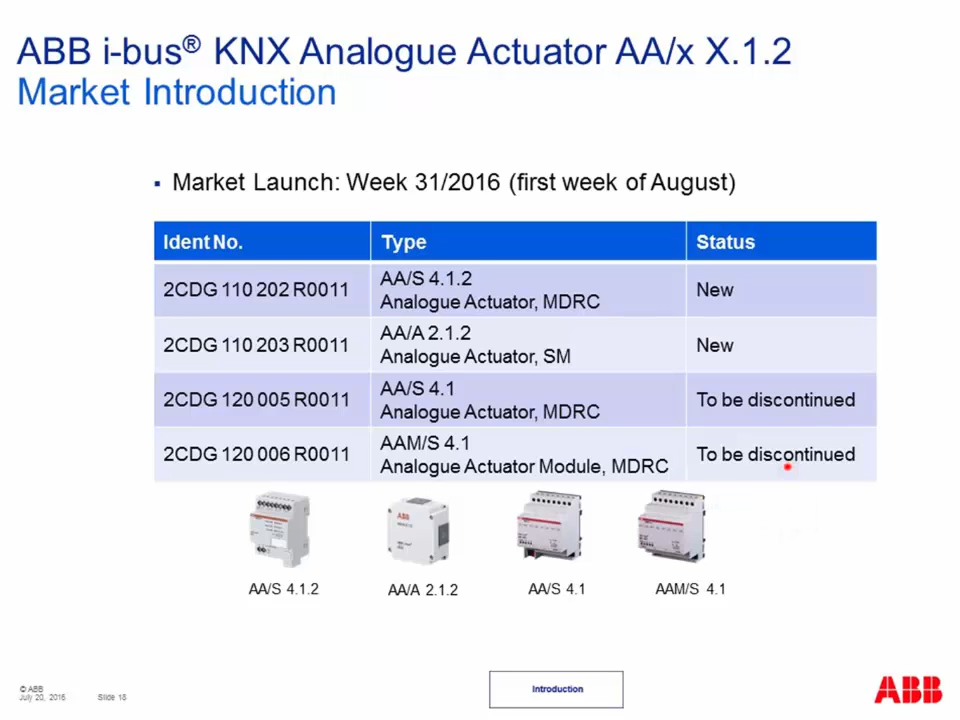 ABB i-bus® KNX Analogue Actuator AA/x X.1.2
Market Introduction
▪ Market Launch: Week 31/2016 (first week of August)
Ident No. Type Status
2CDG 110 202 R0011 AA/S 4.1.2 New
Analogue Actuator, MDRC
2CDG 110 203 R0011 AA/A 2.1.2 New
Analogue Actuator, SM
2CDG 120 005 R0011 AA/S 4.1 To be discontinued
Analogue Actuator, MDRC
2CDG 120 006 R0011 AAM/S 4.1 To be discontinued
Analogue Actuator Module, MDRC
ABB
AA/S 4.1.2 AA/A 2.1.2 AA/S 4.1 AAM/S 4.1
© ABB
July 20, 2016 Slide 18
Introduction
ABB